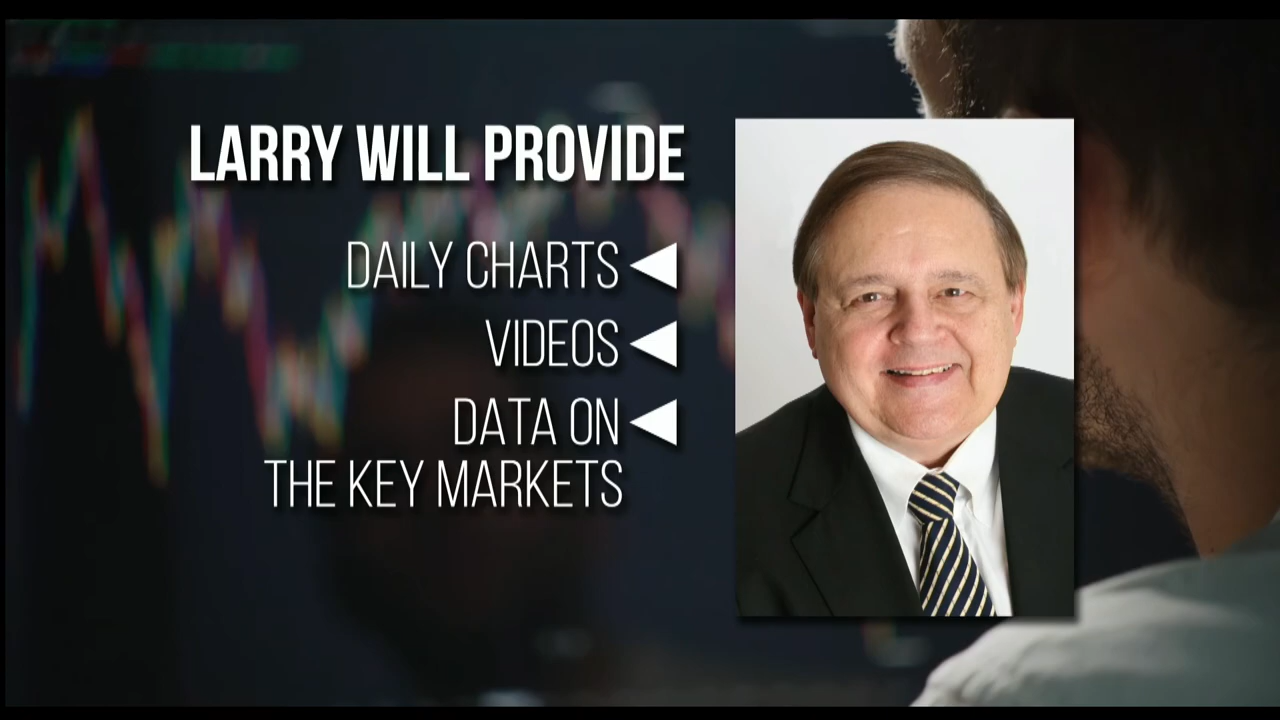 LARRY WILL PROVIDE
DAILY CHARTS
VIDEOS
DATA ON
THE KEY MARKETS